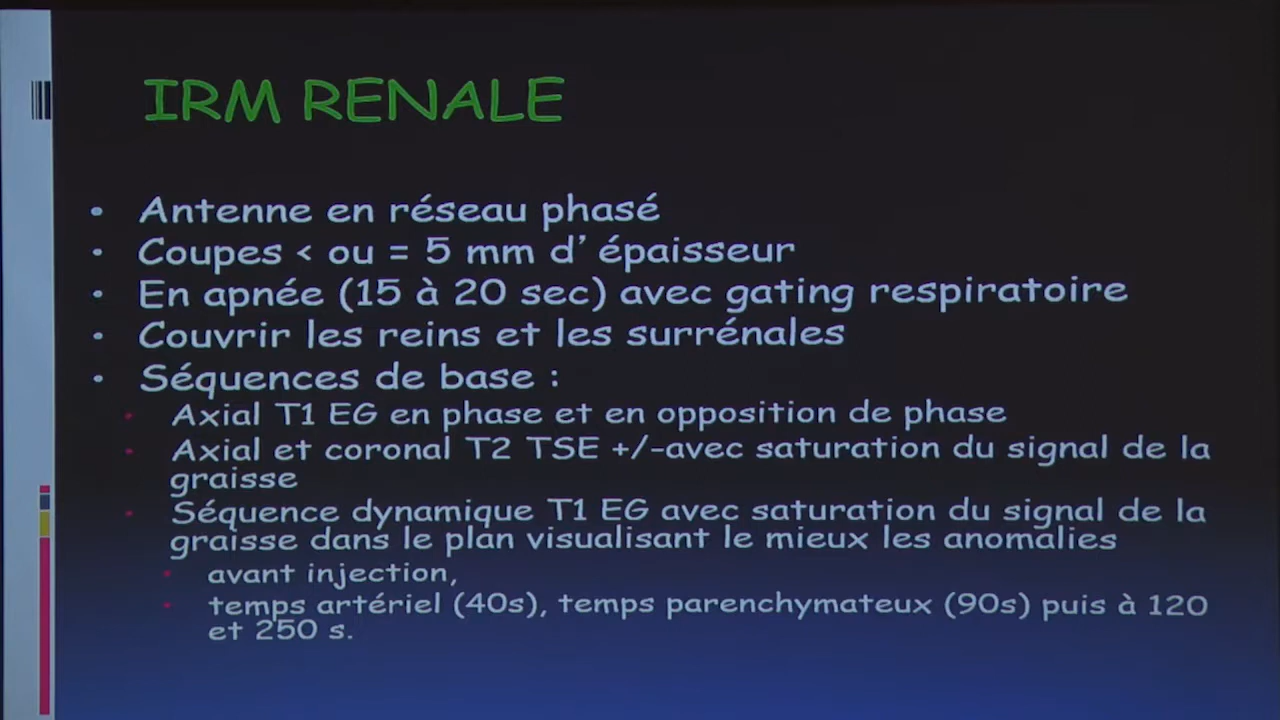 IRM RENALE
• Antenne en réseau phasé
• Coupes < ou = 5 mm d’ épaisseur
• En apnée (15 à 20 sec) avec gating respiratoire
• Couvrir les reins et les surrénales
• Séquences de base :
• Axial T1 EG en phase et en opposition de phase
• Axial et coronal T2 TSE +/-avec saturation du signal de la
graisse
• Séquence dynamique T1 EG avec saturation du signal de la
graisse dans le plan visualisant le mieux les anomalies
• avant injection,
• temps artériel (40s), temps parenchymateux (90s) puis à 120
et 250 s.